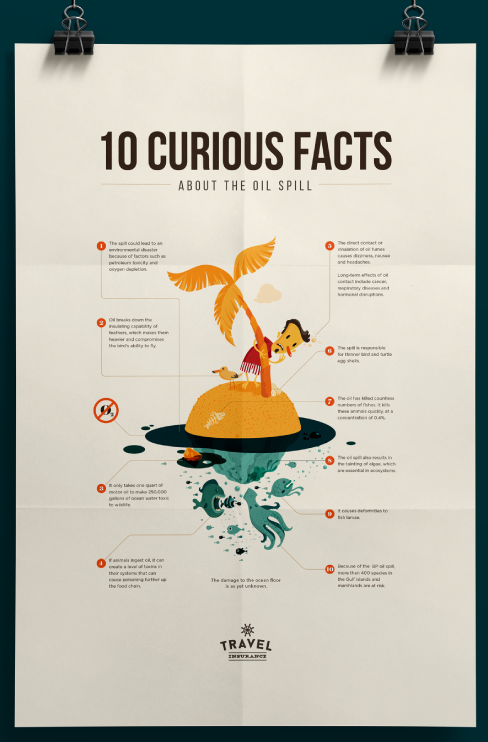 10 CURIOUS FACTS
ABOUT THE OIL SPILL
1
The spill could lead to an
environmental disaster
because of factors such as
petroleum toxicity and
oxygen depletion.
2
Oil breaks down the
insulating capability of
feathers, which makes them
heavier and compromises
the bird's ability to fly.
3
It only takes one quart of
motor oil to make 250,000
gallons of ocean water toxic
to wildlife.
4
If animals ingest oil, it can
create a level of toxins in
their systems that can
cause poisoning further up
the food chain.
The direct contact or
inhalation of oil fumes
causes dizziness, nausea
and headaches.
Long-term effects of oil
contact include cancer,
respiratory diseases and
hormonal disruptions.
6
The spill is responsible
for thinner bird and turtle
egg shells.
7
The oil has killed countless
numbers of fishes, it kills
these animals quickly, at a
concentration of 0.4%.
8
The oil spill also results in
the tainting of algae, which
are essential in ecosystems.
9
It causes deformities to
fish larvae.
10
Because of the oil spill,
more than 400 species in
the Gulf islands and
marshlands are at risk.
The damage to the ocean floor
is as yet unknown.
TRAVEL
INSURANCE